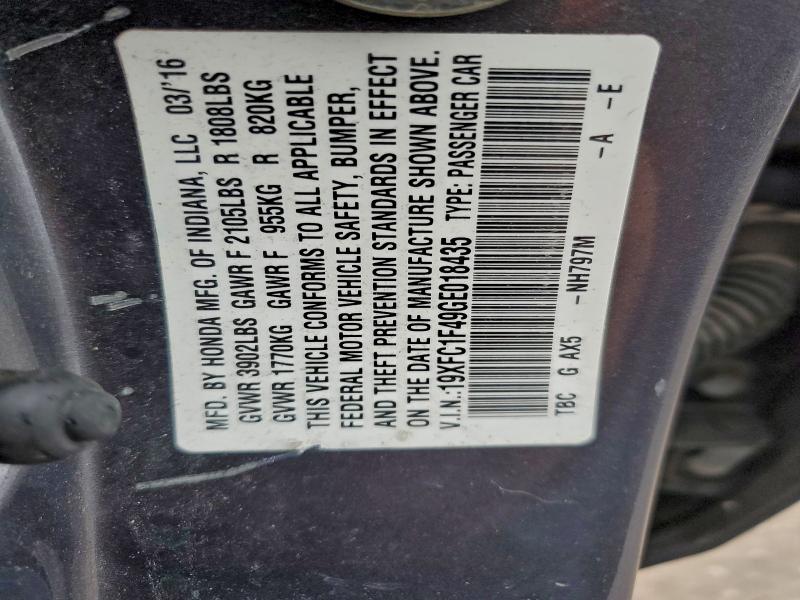 MFD. BY HONDA MFG. OF INDIANA, LLC 03/'16
GVWR 3902LBS GAWR F 2105LBS R 1808LBS
GVWR 1770KG GAWR F 955KG R 820KG
THIS VEHICLE CONFORMS TO ALL APPLICABLE
FEDERAL MOTOR VEHICLE SAFETY, BUMPER,
AND THEFT PREVENTION STANDARDS IN EFFECT
ON THE DATE OF MANUFACTURE SHOWN ABOVE.
V.I.N.:19XFC1F49GE018435 TYPE: PASSENGER CAR
TBC G AX5 -NH797M -A -E